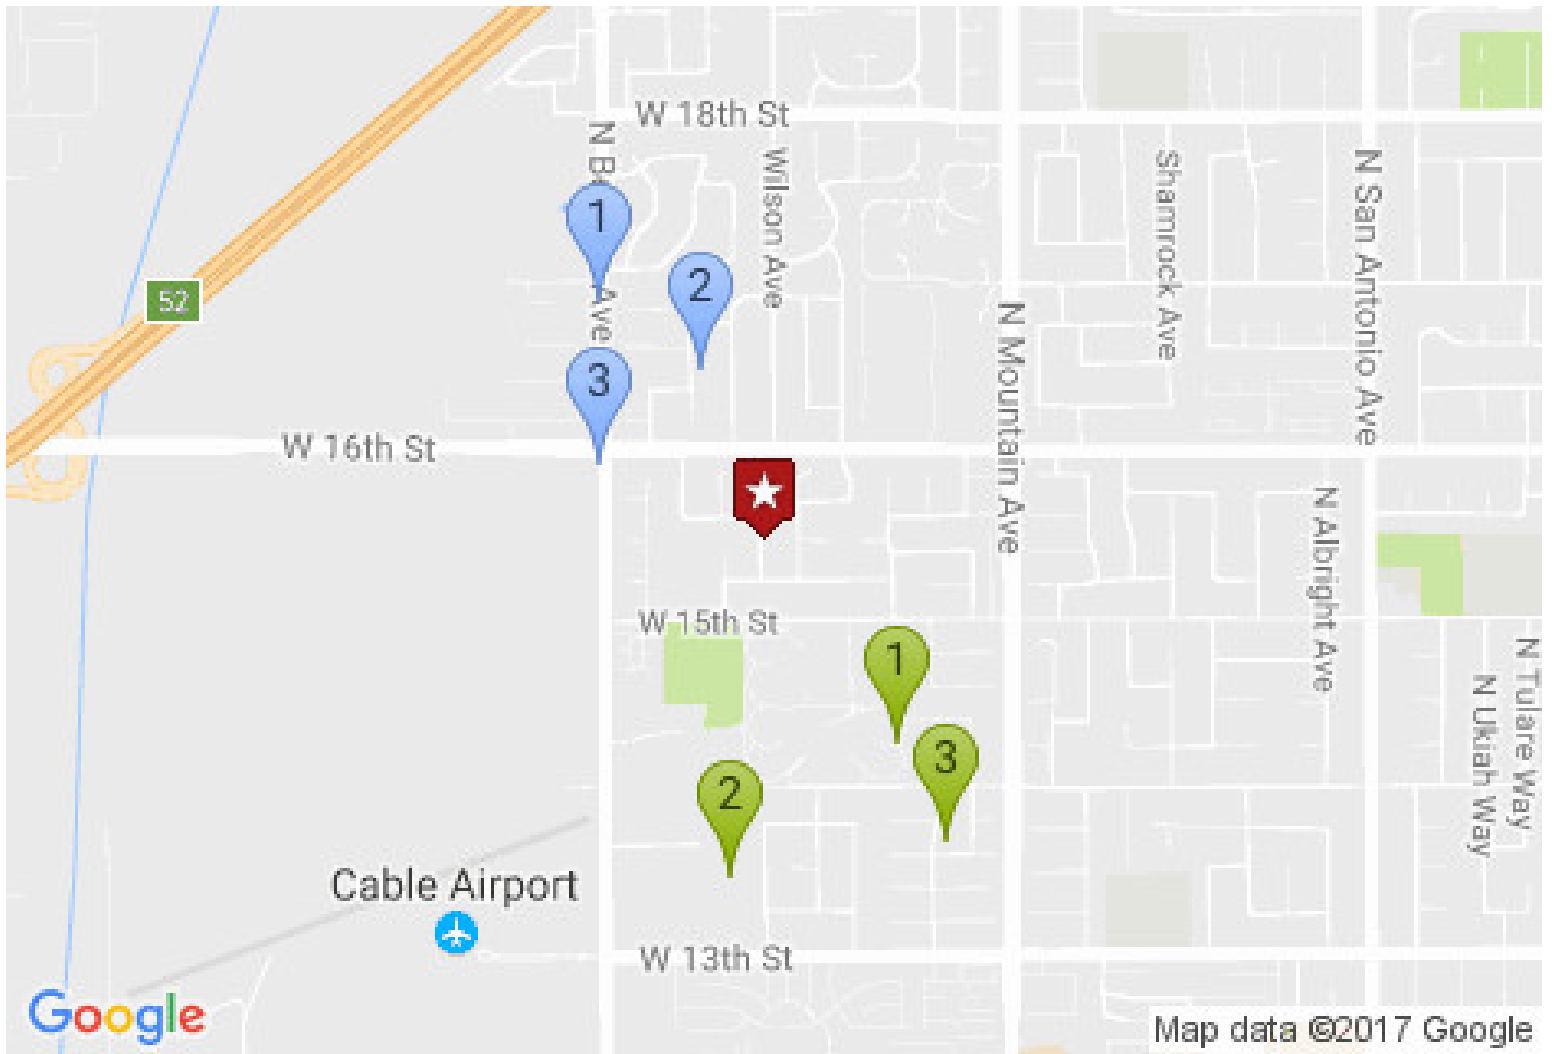 W 18th St
N B
Ave
Wilson Ave
Shamrock Ave
N San Antonio Ave
1
2
52
3
N Mountain Ave
W 16th St
N Albright Ave
W 15th St
1
N Tulare Way
N Ukiah Way
3
2
Cable Airport
W 13th St
Google
Map data ©2017 Google